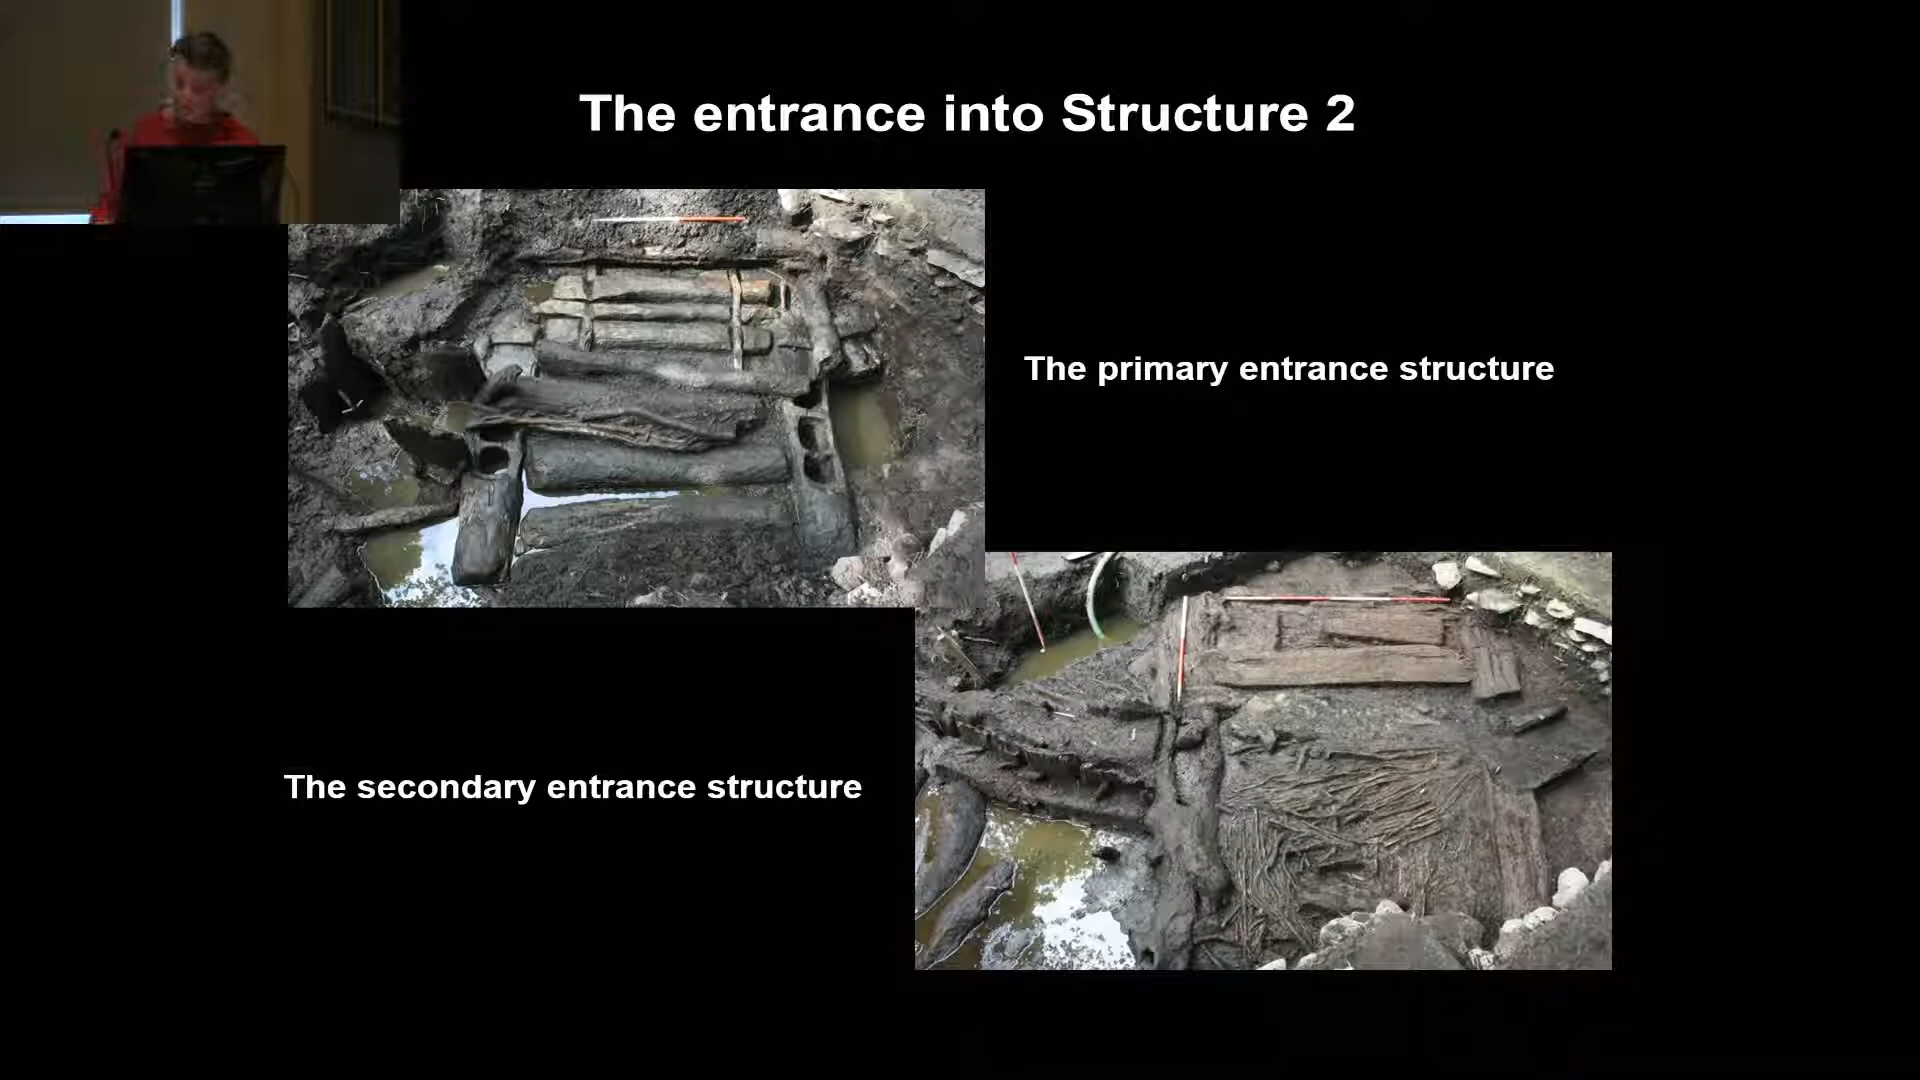 The entrance into Structure 2
The primary entrance structure
The secondary entrance structure